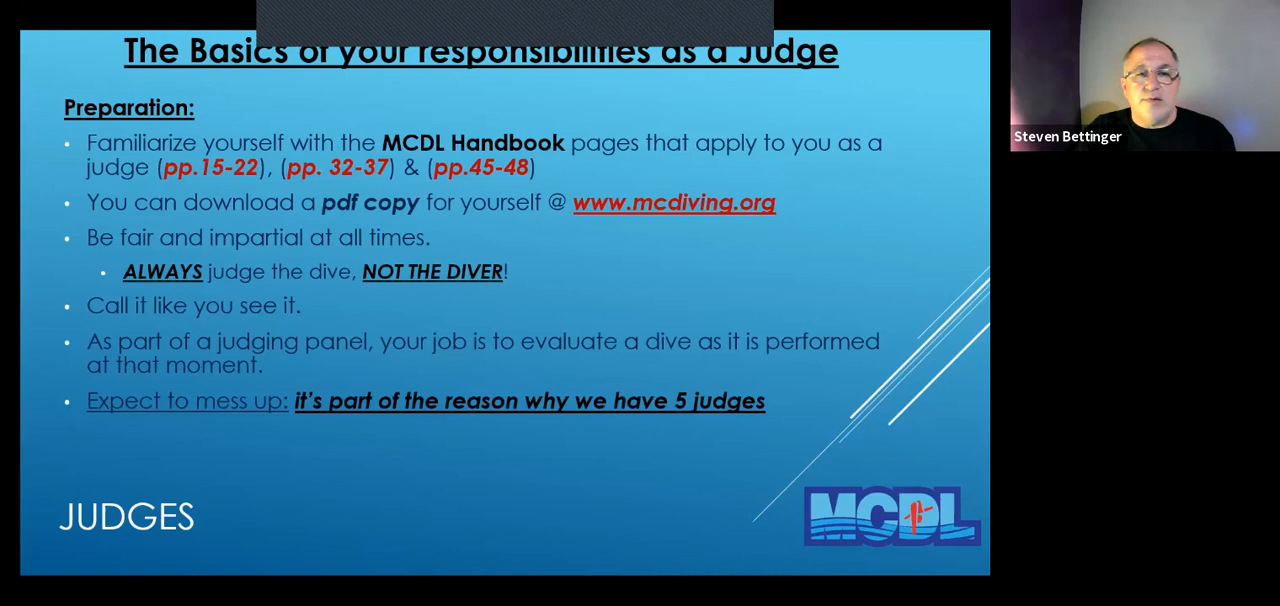 The Basics of your responsibilities as a Judge
Preparation:
• Familiarize yourself with the MCDL Handbook pages that apply to you as a
judge (pp.15-22), (pp. 32-37) & (pp.45-48)
• You can download a pdf copy for yourself @ www.mcdiving.org
• Be fair and impartial at all times.
• ALWAYS judge the dive, NOT THE DIVER!
• Call it like you see it.
• As part of a judging panel, your job is to evaluate a dive as it is performed
at that moment.
• Expect to mess up: it's part of the reason why we have 5 judges
JUDGES
MCDL
Steven Bettinger